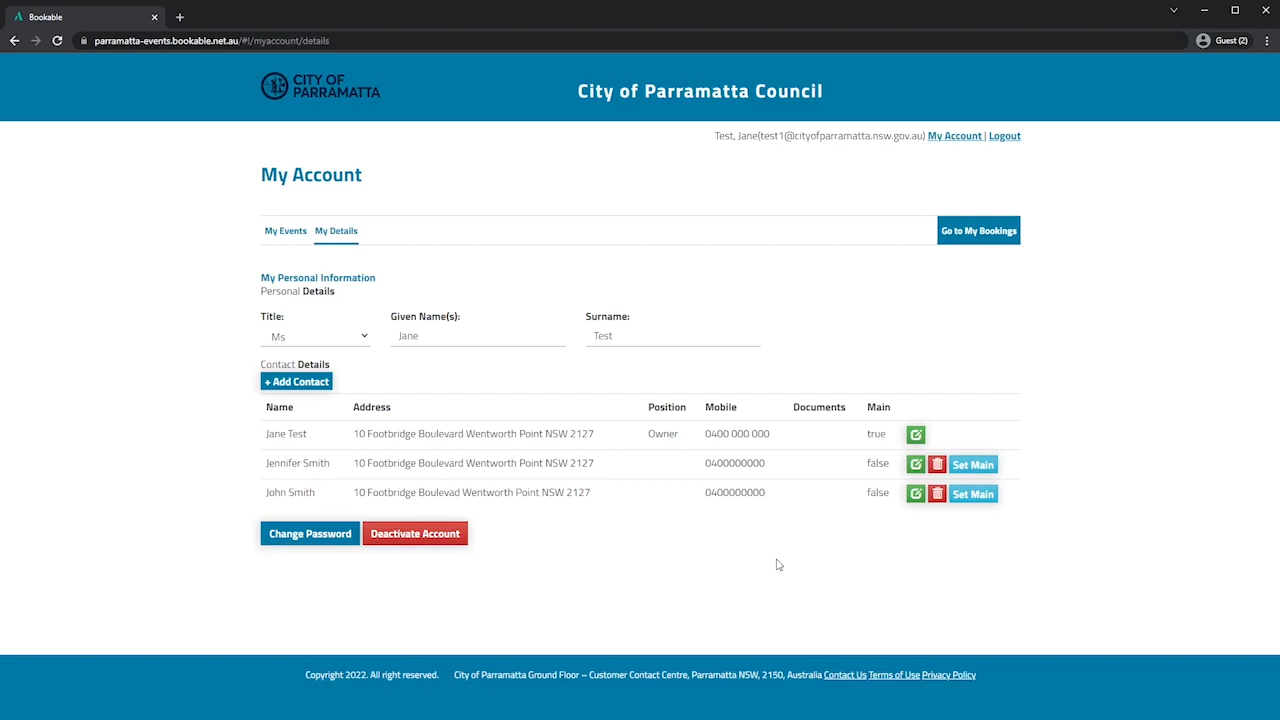 Bookable
parramatta-events.bookable.net.au/#!/myaccount/details
Guest (2)
CITY OF
PARRAMATTA
City of Parramatta Council
Test, Jane(test1@cityofparramatta.nsw.gov.au) My Account | Logout
My Account
My Events My Details Go to My Bookings
My Personal Information
Personal Details
Title: Given Name(s): Surname:
Ms Jane Test
Contact Details
+ Add Contact
Name Address Position Mobile Documents Main
Jane Test 10 Footbridge Boulevard Wentworth Point NSW 2127 Owner 0400 000 000 true
Jennifer Smith 10 Footbridge Boulevard Wentworth Point NSW 2127 0400000000 false Set Main
John Smith 10 Footbridge Boulevad Wentworth Point NSW 2127 0400000000 false Set Main
Change Password Deactivate Account
Copyright 2022. All right reserved. City of Parramatta Ground Floor – Customer Contact Centre, Parramatta NSW, 2150, Australia Contact Us Terms of Use Privacy Policy